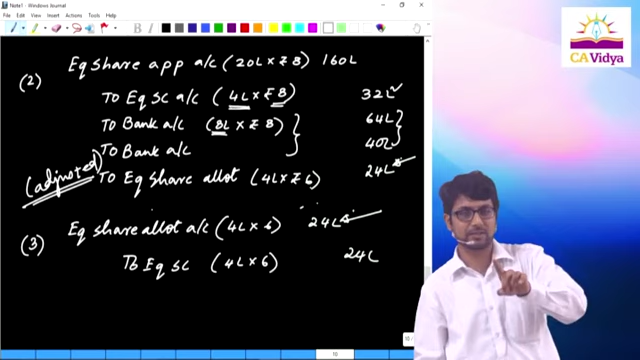 Note1 - Windows Journal
File Edit View Insert Actions Tools Help
(2) Eq Share app a/c (20L × ₹ 8) 160L
To Eq SC a/c (4L × ₹ 8) 32L
To Bank a/c (8L × ₹ 8) 64L
To Bank a/c 40L
(adjusted) To Eq Share allot (4L × ₹ 6) 24L
(3) Eq share allot a/c (4L × 6) 24L
To Eq SC (4L × 6) 24L
10
CA Vidya